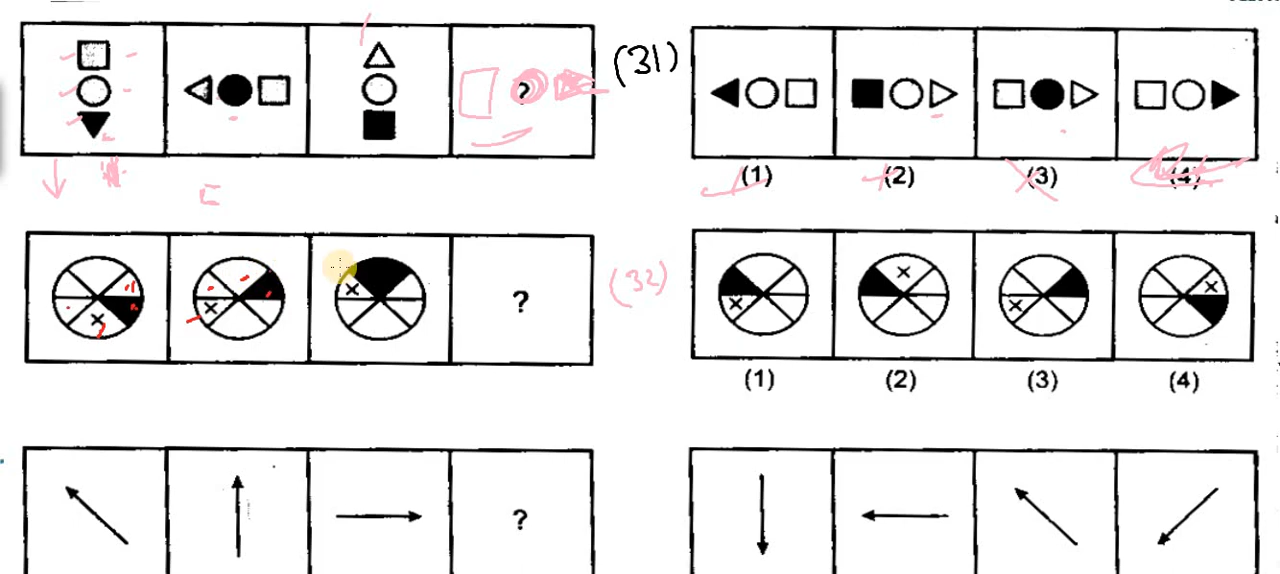 ? (31)
(1) (2) (3) (4)
? (32)
(1) (2) (3) (4)
?